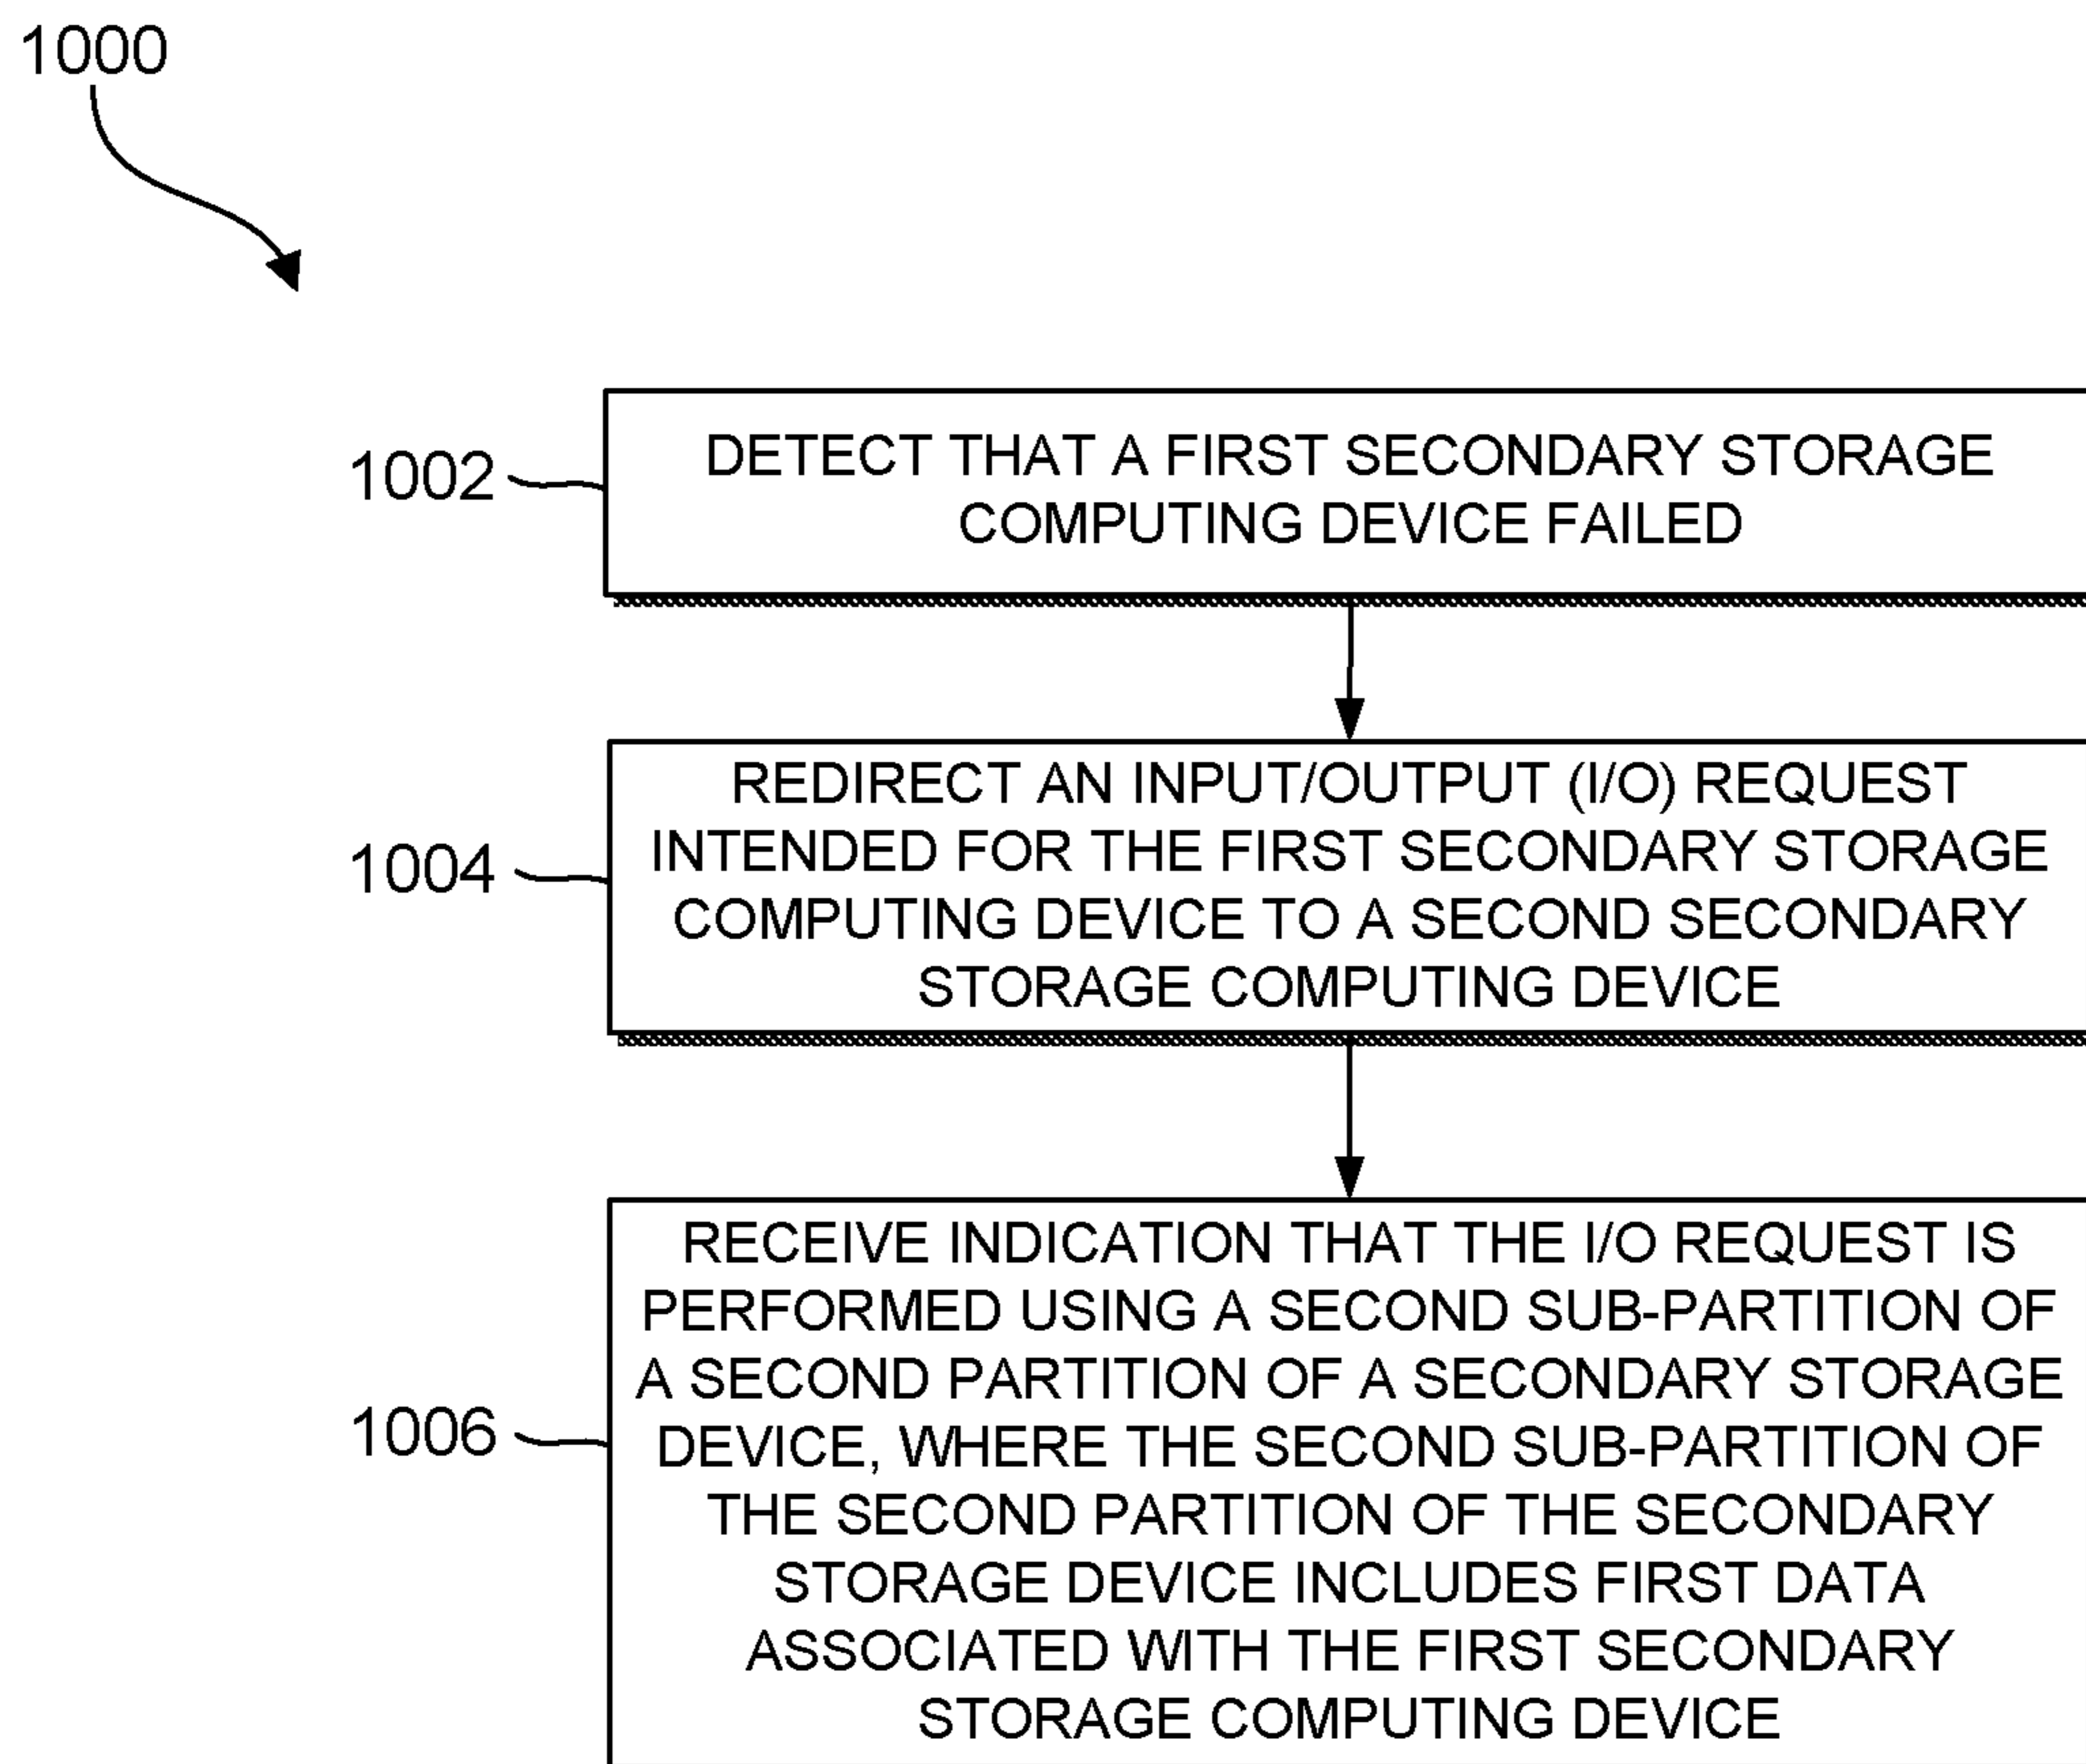 1000
1002
DETECT THAT A FIRST SECONDARY STORAGE
COMPUTING DEVICE FAILED
1004
REDIRECT AN INPUT/OUTPUT (I/O) REQUEST
INTENDED FOR THE FIRST SECONDARY STORAGE
COMPUTING DEVICE TO A SECOND SECONDARY
STORAGE COMPUTING DEVICE
1006
RECEIVE INDICATION THAT THE I/O REQUEST IS
PERFORMED USING A SECOND SUB-PARTITION OF
A SECOND PARTITION OF A SECONDARY STORAGE
DEVICE, WHERE THE SECOND SUB-PARTITION OF
THE SECOND PARTITION OF THE SECONDARY
STORAGE DEVICE INCLUDES FIRST DATA
ASSOCIATED WITH THE FIRST SECONDARY
STORAGE COMPUTING DEVICE